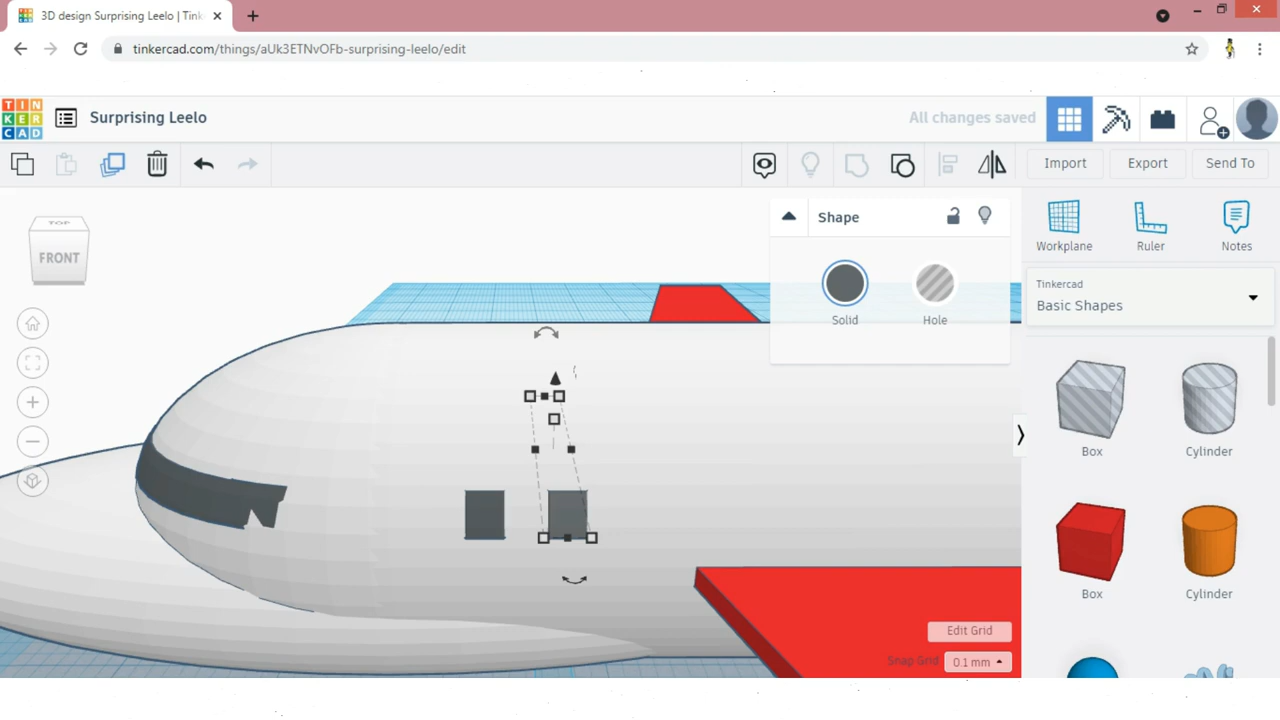 3D design Surprising Leelo | Tink
tinkercad.com/things/aUk3ETNvOFb-surprising-leelo/edit
TIN
KER
CAD
Surprising Leelo
All changes saved
Import
Export
Send To
TOP
FRONT
Shape
Solid
Hole
Workplane
Ruler
Notes
Tinkercad
Basic Shapes
Box
Cylinder
Box
Cylinder
Edit Grid
Snap Grid
0.1 mm